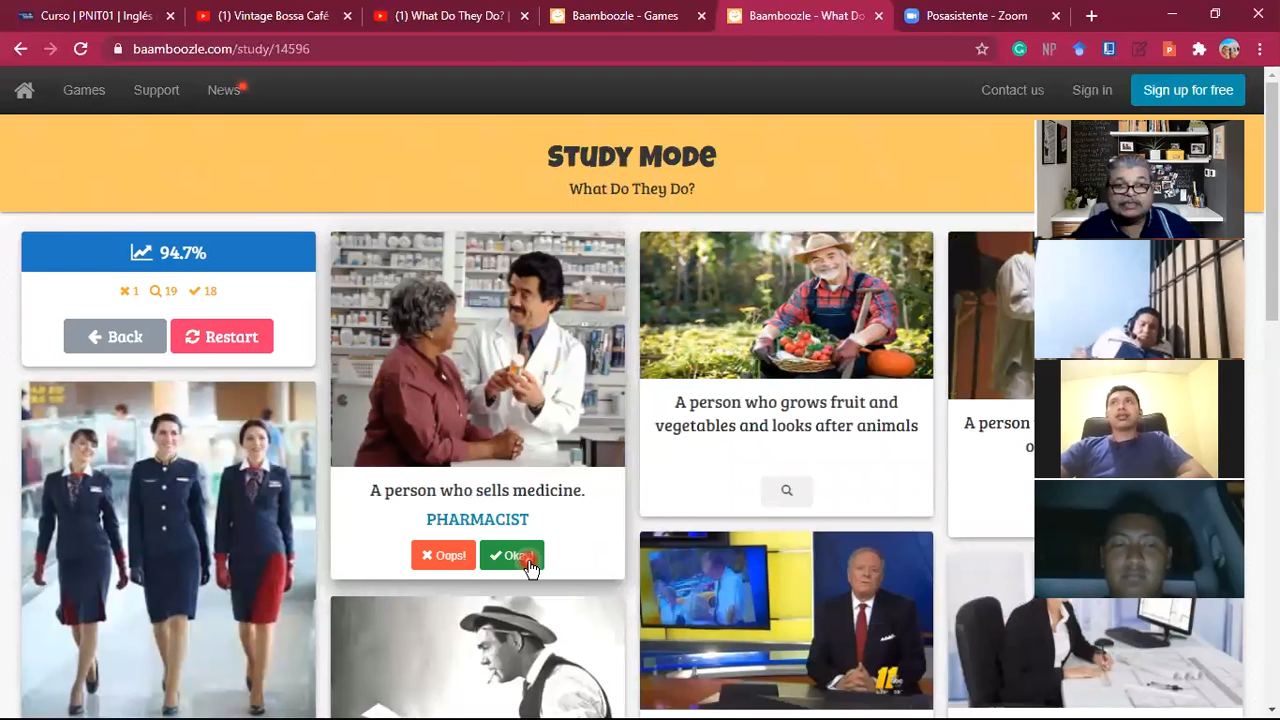 Curso | PNIT01 | Inglés
(1) Vintage Bossa Café
(1) What Do They Do? |
Baamboozle - Games
Baamboozle - What Do
Posasistente - Zoom
baamboozle.com/study/14596
NP
Games
Support
News
Contact us
Sign in
Sign up for free
STUDY MODE
What Do They Do?
94.7%
1
19
18
Back
Restart
A person who sells medicine.
PHARMACIST
Oops!
A person who grows fruit and
vegetables and looks after animals
A person
11